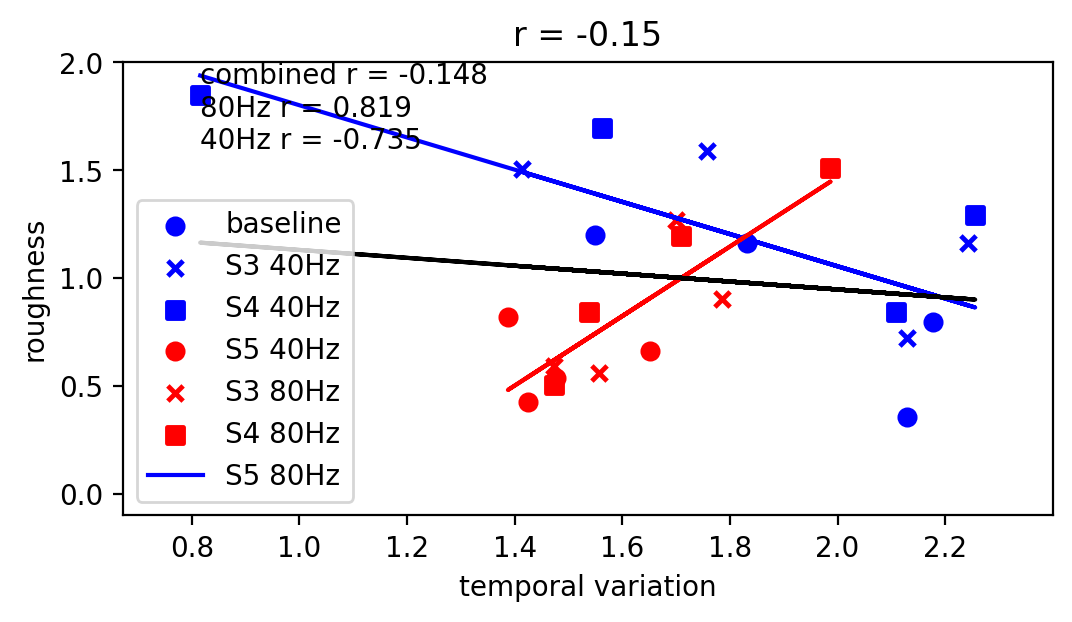 r = -0.15
combined r = -0.148
80Hz r = 0.819
40Hz r = -0.735
baseline
S3 40Hz
S4 40Hz
S5 40Hz
S3 80Hz
S4 80Hz
S5 80Hz
roughness
2.0
1.5
1.0
0.5
0.0
0.8 1.0 1.2 1.4 1.6 1.8 2.0 2.2
temporal variation